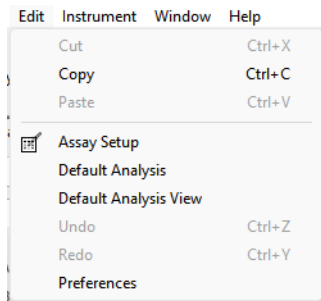 Edit Instrument Window Help
Cut Ctrl+X
Copy Ctrl+C
Paste Ctrl+V
Assay Setup
Default Analysis
Default Analysis View
Undo Ctrl+Z
Redo Ctrl+Y
Preferences